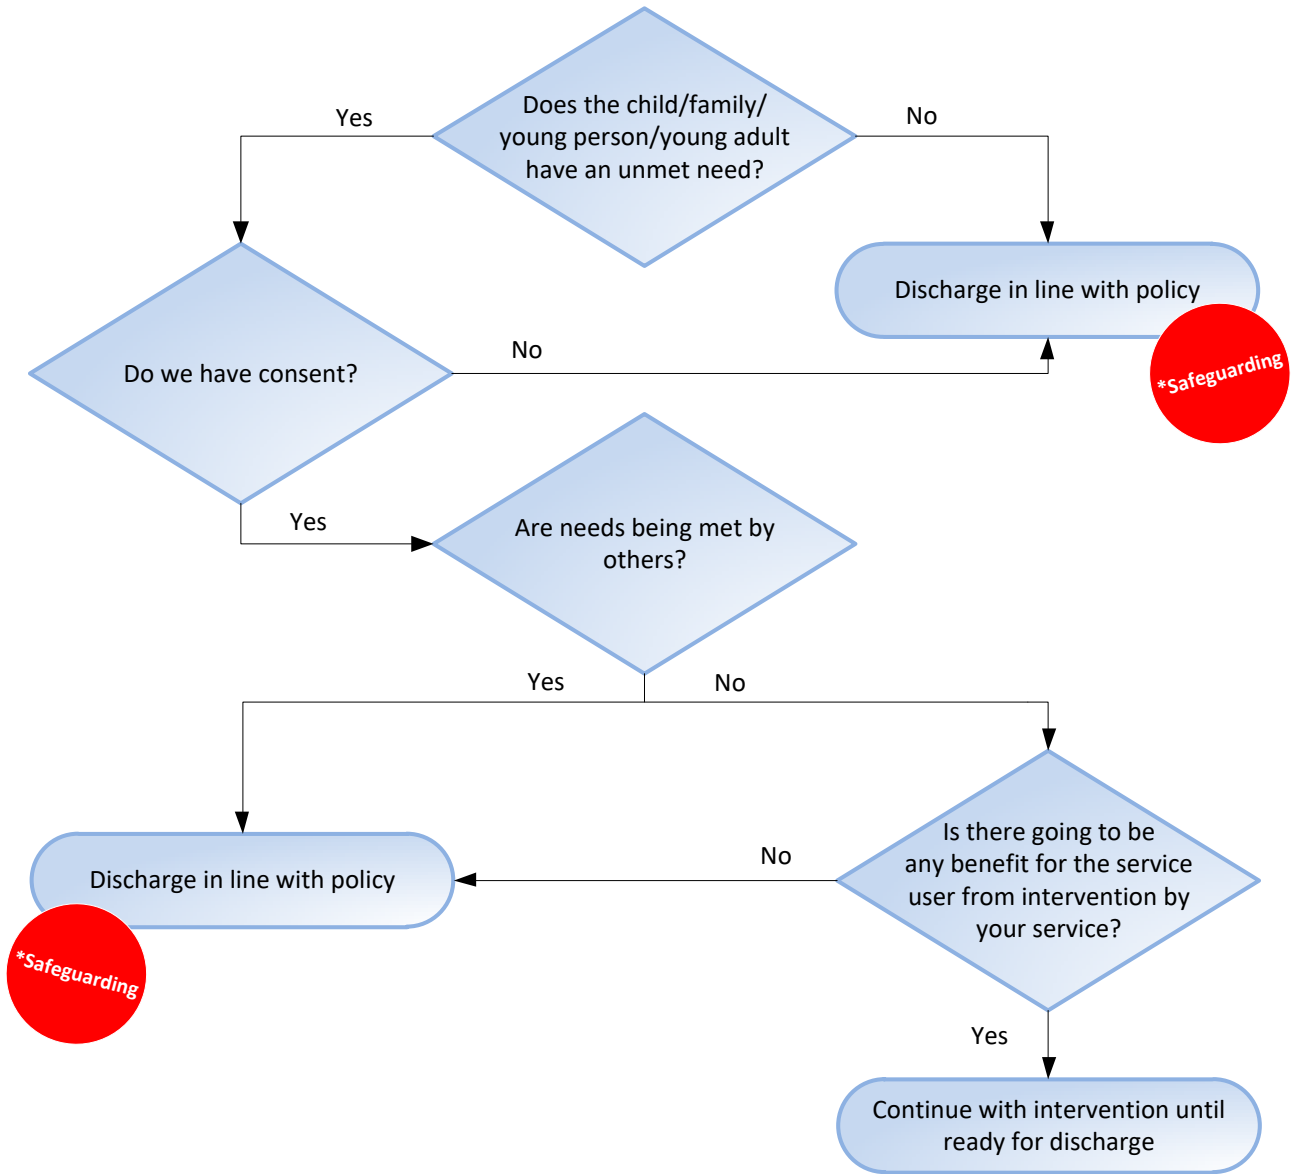 Does the child/family/
young person/young adult
have an unmet need?
Yes
No
Discharge in line with policy
*Safeguarding
Do we have consent?
No
Yes
Are needs being met by
others?
Yes
No
Is there going to be
any benefit for the service
user from intervention by
your service?
No
Discharge in line with policy
*Safeguarding
Yes
Continue with intervention until
ready for discharge